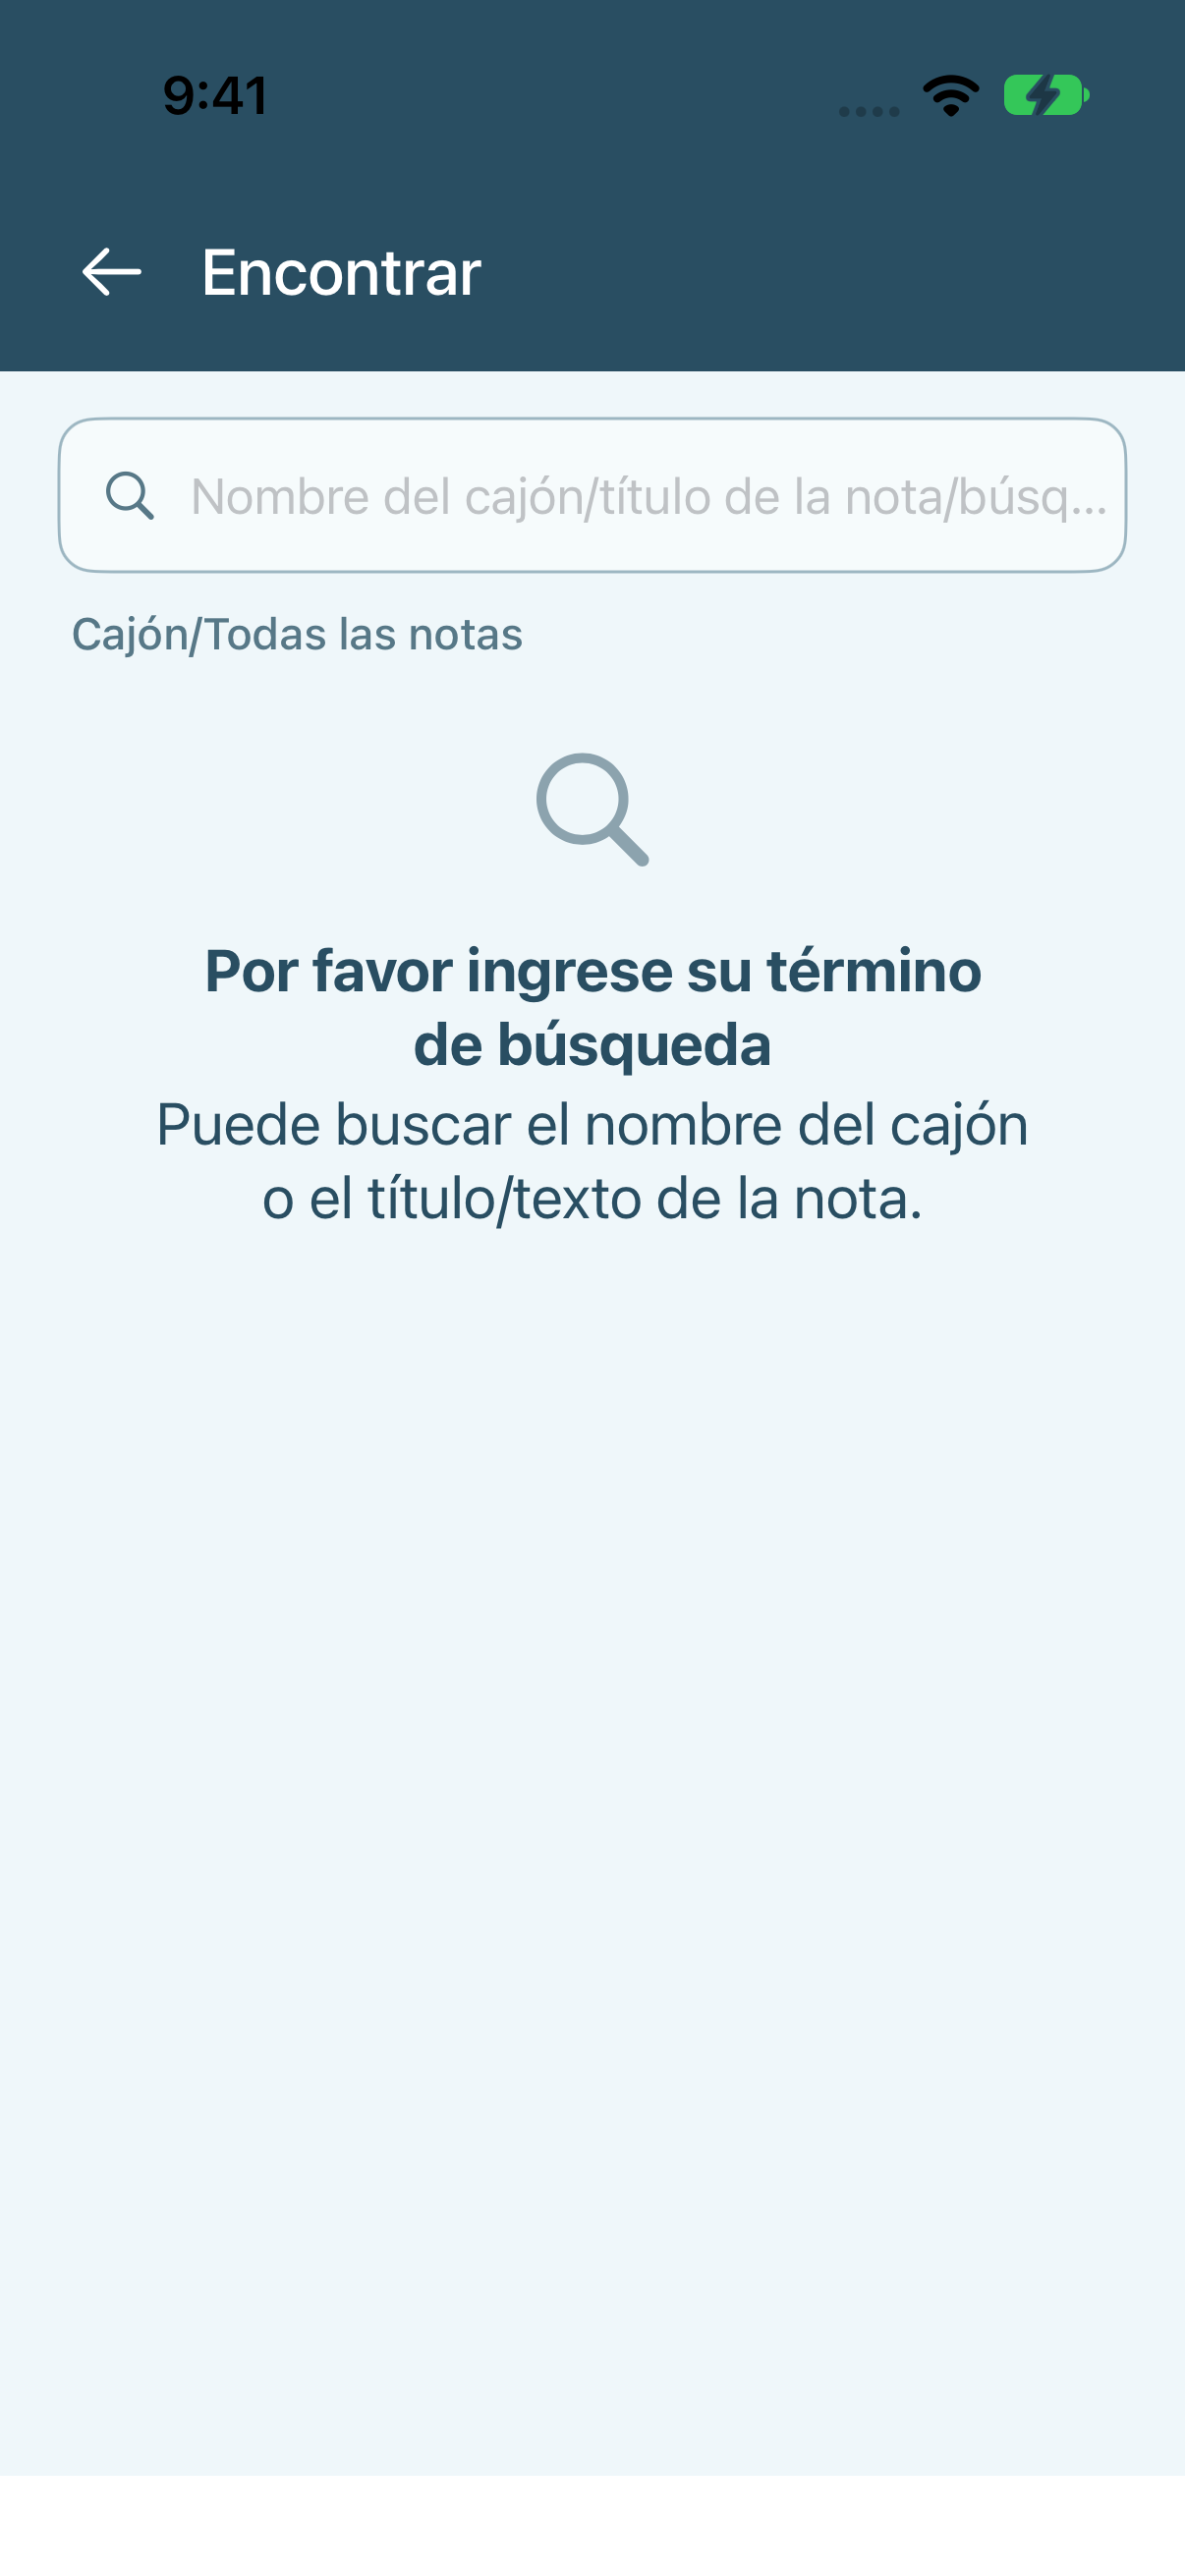 9:41
Encontrar
Nombre del cajón/título de la nota/búsq...
Cajón/Todas las notas
Por favor ingrese su término
de búsqueda
Puede buscar el nombre del cajón
o el título/texto de la nota.